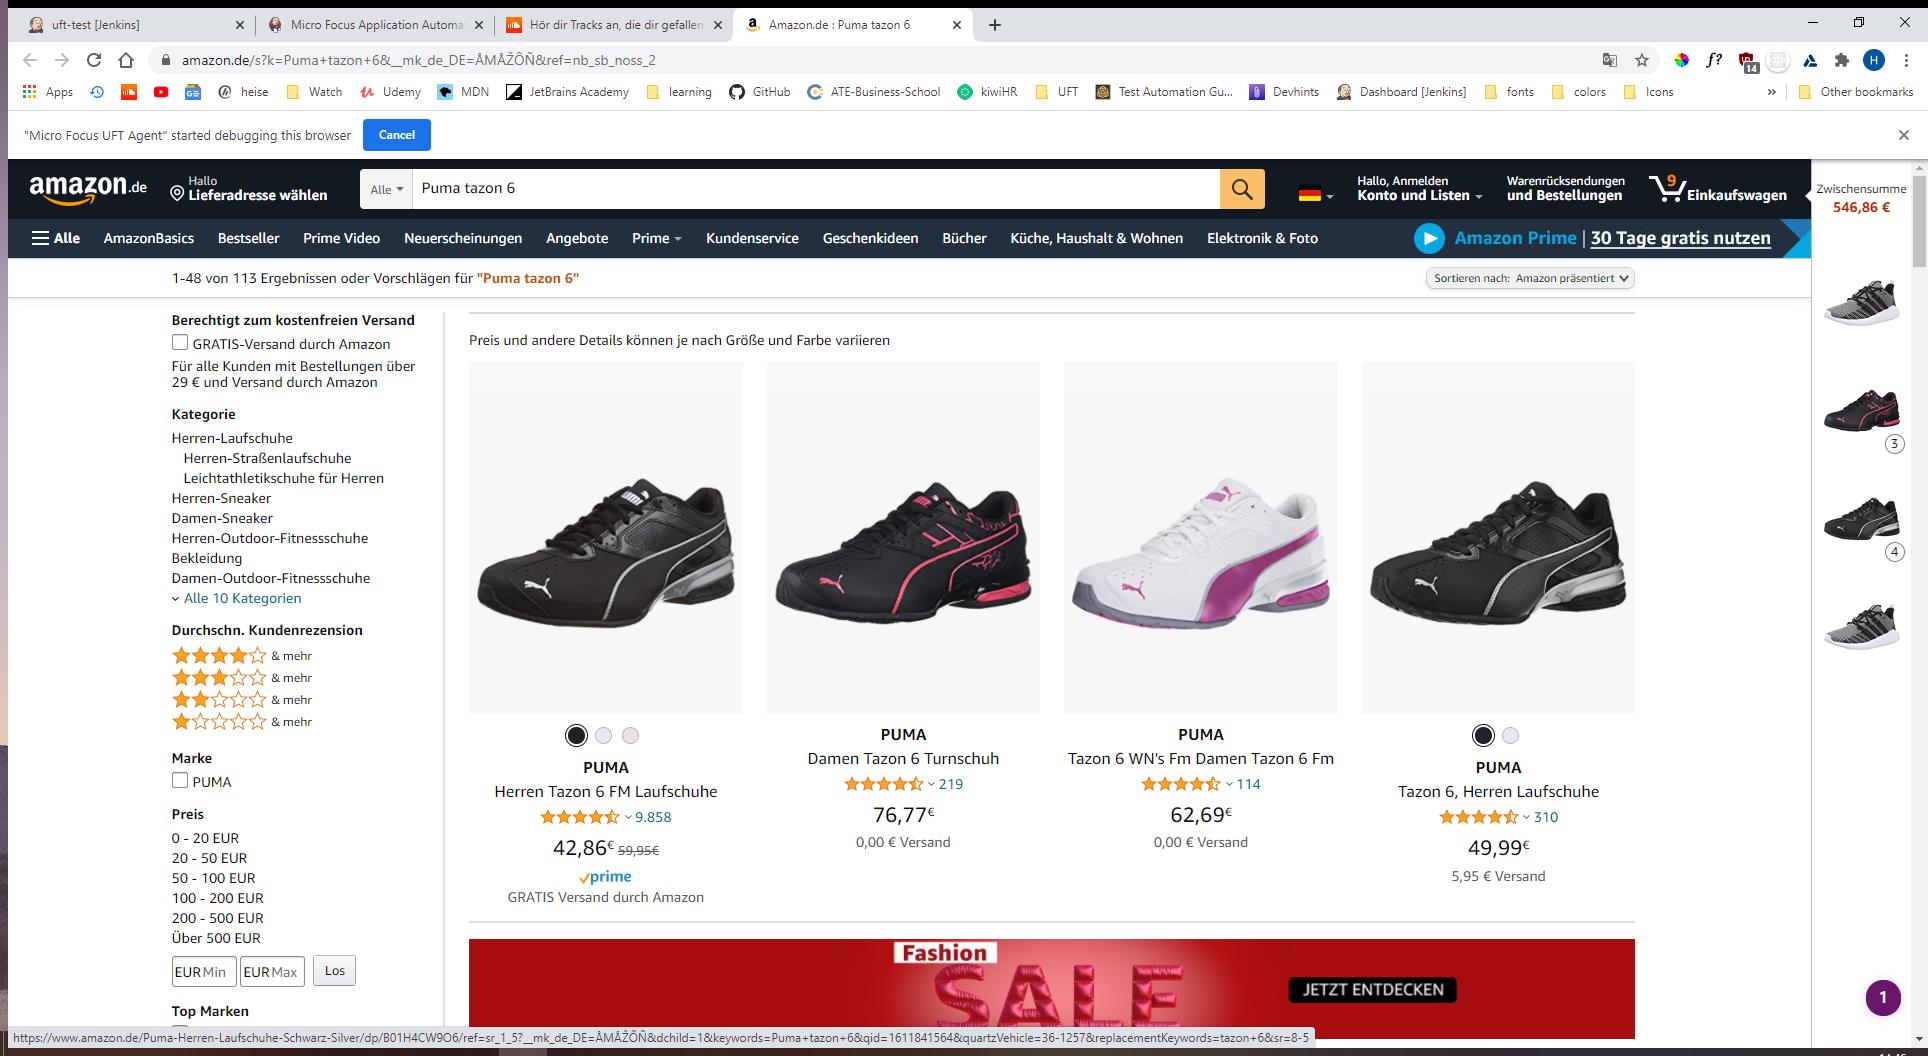 uft-test [Jenkins]
Micro Focus Application Automa
Hör dir Tracks an, die dir gefallen
Amazon.de : Puma tazon 6
amazon.de/s?k=Puma+tazon+6&__mk_de_DE=ÅMÅŽÕÑ&ref=nb_sb_noss_2
f?
14
H
Apps
heise
Watch
Udemy
MDN
JetBrains Academy
learning
GitHub
ATE-Business-School
kiwiHR
UFT
Test Automation Gu...
Devhints
Dashboard [Jenkins]
fonts
colors
Icons
»
Other bookmarks
"Micro Focus UFT Agent" started debugging this browser
Cancel
amazon.de
Hallo
Lieferadresse wählen
Alle
Puma tazon 6
Hallo, Anmelden
Konto und Listen
Warenrücksendungen
und Bestellungen
9
Einkaufswagen
Zwischensumme
546,86 €
Alle
AmazonBasics
Bestseller
Prime Video
Neuerscheinungen
Angebote
Prime
Kundenservice
Geschenkideen
Bücher
Küche, Haushalt & Wohnen
Elektronik & Foto
Amazon Prime | 30 Tage gratis nutzen
1-48 von 113 Ergebnissen oder Vorschlägen für "Puma tazon 6"
Sortieren nach: Amazon präsentiert
Berechtigt zum kostenfreien Versand
GRATIS-Versand durch Amazon
Für alle Kunden mit Bestellungen über
29 € und Versand durch Amazon
Kategorie
Herren-Laufschuhe
Herren-Straßenlaufschuhe
Leichtathletikschuhe für Herren
Herren-Sneaker
Damen-Sneaker
Herren-Outdoor-Fitnessschuhe
Bekleidung
Damen-Outdoor-Fitnessschuhe
Alle 10 Kategorien
Durchschn. Kundenrezension
& mehr
& mehr
& mehr
& mehr
Marke
PUMA
Preis
0 - 20 EUR
20 - 50 EUR
50 - 100 EUR
100 - 200 EUR
200 - 500 EUR
Über 500 EUR
EUR Min
EUR Max
Los
Top Marken
Preis und andere Details können je nach Größe und Farbe variieren
PUMA
Herren Tazon 6 FM Laufschuhe
9.858
42,86€ 59,95€
prime
GRATIS Versand durch Amazon
PUMA
Damen Tazon 6 Turnschuh
219
76,77€
0,00 € Versand
PUMA
Tazon 6 WN's Fm Damen Tazon 6 Fm
114
62,69€
0,00 € Versand
PUMA
Tazon 6, Herren Laufschuhe
310
49,99€
5,95 € Versand
3
4
Fashion
SALE
JETZT ENTDECKEN
1
https://www.amazon.de/Puma-Herren-Laufschuhe-Schwarz-Silver/dp/B01H4CW9O6/ref=sr_1_5?__mk_de_DE=ÅMÅŽÕÑ&dchild=1&keywords=Puma+tazon+6&qid=1611841564&quartzVehicle=36-1257&replacementKeywords=tazon+6&sr=8-5